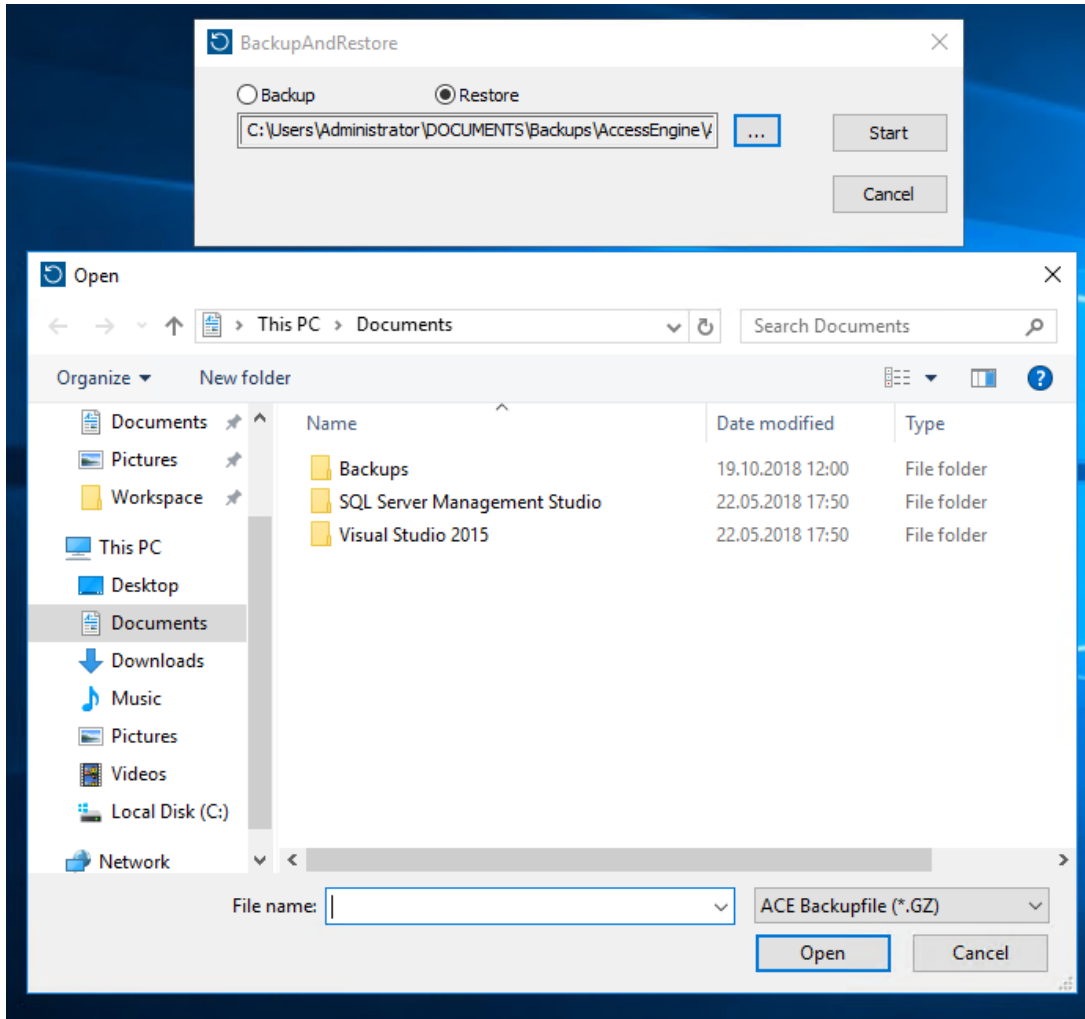 BackupAndRestore
Backup Restore
C:\Users\Administrator\DOCUMENTS\Backups\AccessEngine\A ... Start
Cancel
Open
This PC > Documents Search Documents
Organize New folder
Documents Name Date modified Type
Pictures Backups 19.10.2018 12:00 File folder
Workspace SQL Server Management Studio 22.05.2018 17:50 File folder
Visual Studio 2015 22.05.2018 17:50 File folder
This PC
Desktop
Documents
Downloads
Music
Pictures
Videos
Local Disk (C:)
Network
File name: ACE Backupfile (*.GZ)
Open Cancel